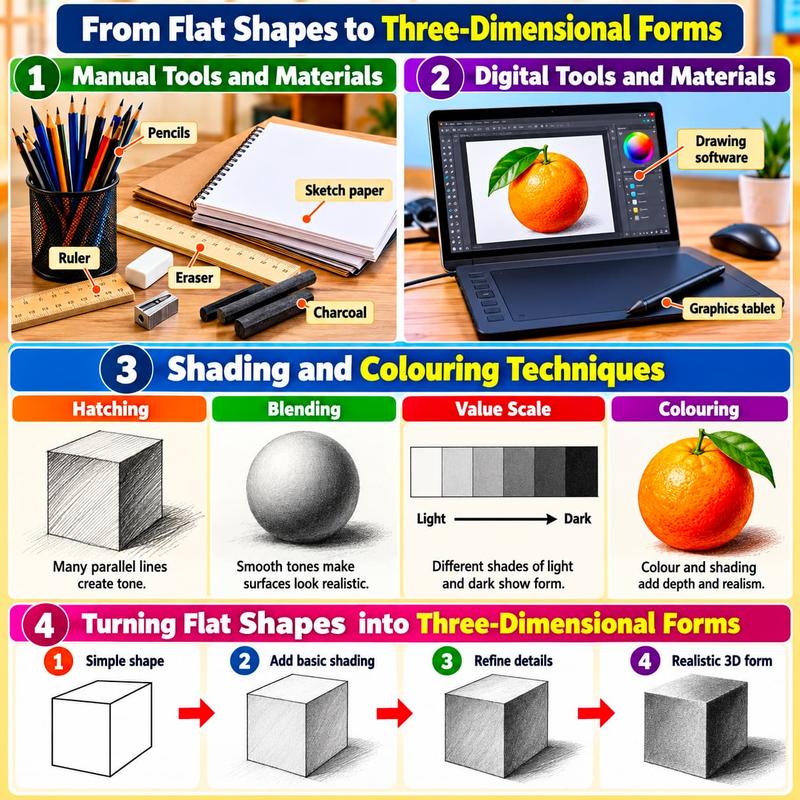 From Flat Shapes to Three-Dimensional Forms
1 Manual Tools and Materials
Pencils
Sketch paper
Ruler
Eraser
Charcoal
2 Digital Tools and Materials
Drawing
software
Graphics tablet
3 Shading and Colouring Techniques
Hatching
Many parallel lines
create tone.
Blending
Smooth tones make
surfaces look realistic.
Value Scale
Light
Dark
Different shades of light
and dark show form.
Colouring
Colour and shading
add depth and realism.
4 Turning Flat Shapes into Three-Dimensional Forms
1 Simple shape
2 Add basic shading
3 Refine details
4 Realistic 3D form